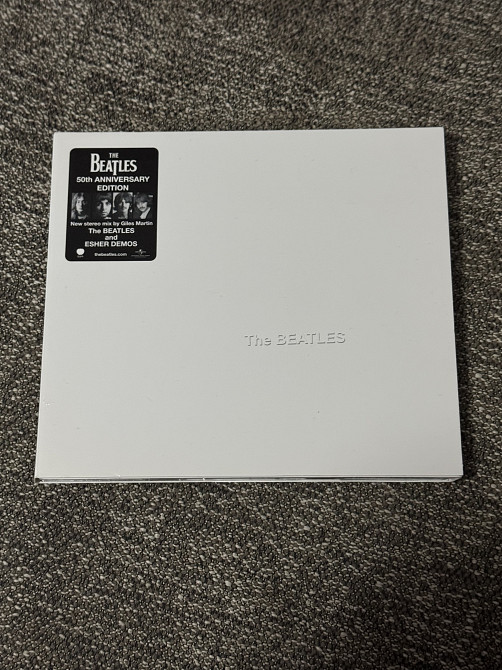 THE
BEATLES
50th ANNIVERSARY
EDITION
New stereo mix by Giles Martin
The BEATLES
and
ESHER DEMOS
thebeatles.com
The BEATLES